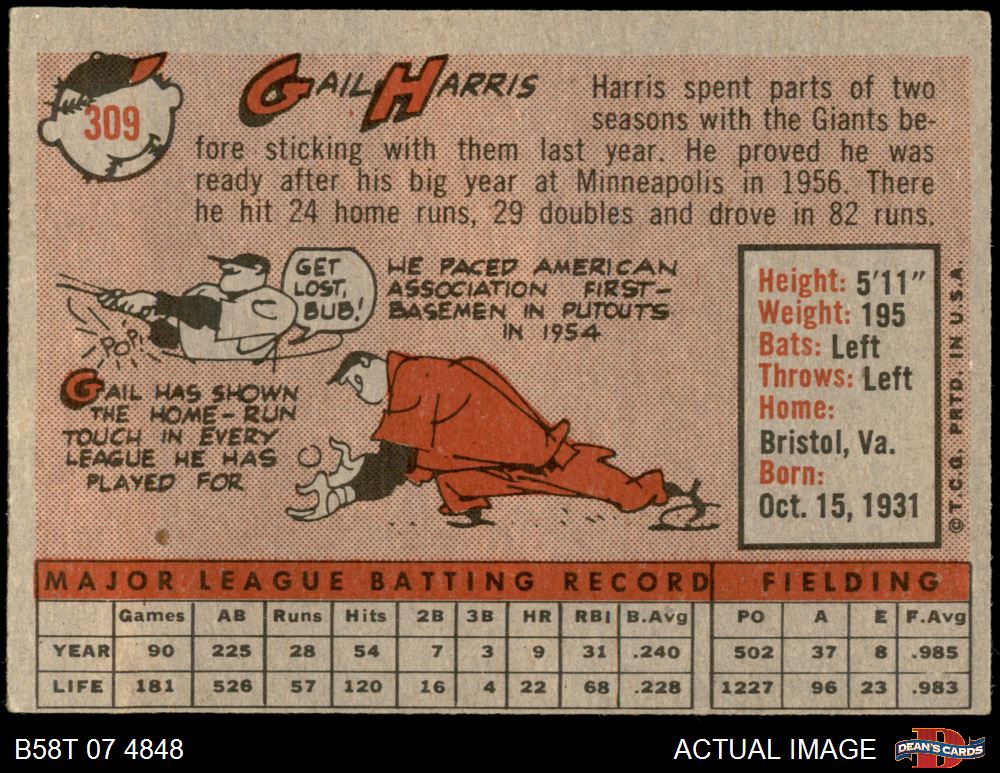 309
GAIL HARRIS
Harris spent parts of two
seasons with the Giants be-
fore sticking with them last year. He proved he was
ready after his big year at Minneapolis in 1956. There
he hit 24 home runs, 29 doubles and drove in 82 runs.
GET
LOST,
BUB!
POP!
HE PACED AMERICAN
ASSOCIATION FIRST-
BASEMEN IN PUTOUTS
IN 1954
GAIL HAS SHOWN
THE HOME-RUN
TOUCH IN EVERY
LEAGUE HE HAS
PLAYED FOR
Height: 5'11"
Weight: 195
Bats: Left
Throws: Left
Home:
Bristol, Va.
Born:
Oct. 15, 1931
© T.C.G. PRTD. IN U.S.A.
MAJOR LEAGUE BATTING RECORD FIELDING
Games AB Runs Hits 2B 3B HR RBI B.Avg PO A E F.Avg
YEAR 90 225 28 54 7 3 9 31 .240 502 37 8 .985
LIFE 181 526 57 120 16 4 22 68 .228 1227 96 23 .983
B58T 07 4848 ACTUAL IMAGE
D
DEAN'S CARDS